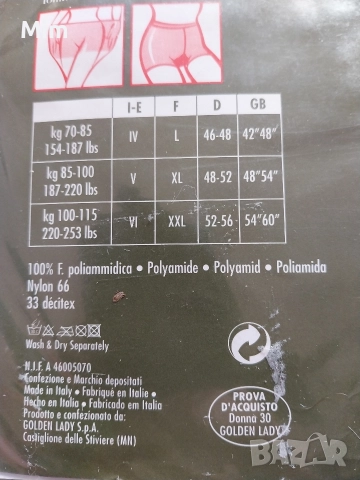 Mim
I-E F D GB
kg 70-85
154-187 lbs
IV L 46-48 42"48"
kg 85-100
187-220 lbs
V XL 48-52 48"54"
kg 100-115
220-253 lbs
VI XXL 52-56 54"60"
100% F. poliammidica • Polyamide • Polyamid • Poliamida
Nylon 66
33 décitex
Wash & Dry Separately
N.I.F. A 46005070
Confezione e Marchio depositati
Made in Italy • Fabriqué en Italie •
Hecho en Italia • Fabricado em Italia
Prodotto e confezionato da:
GOLDEN LADY S.p.A.
Castiglione delle Stiviere (MN)
PROVA
D'ACQUISTO
Donna 30
GOLDEN LADY
BAZAR